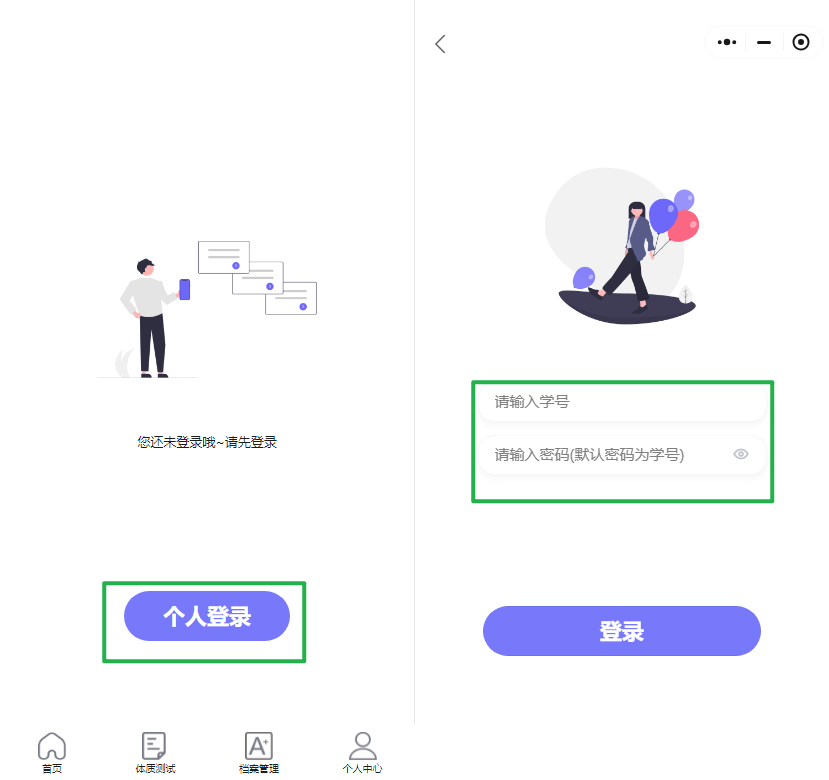 您还未登录哦~请先登录
个人登录
首页
体质测试
档案管理
个人中心
请输入学号
请输入密码(默认密码为学号)
登录